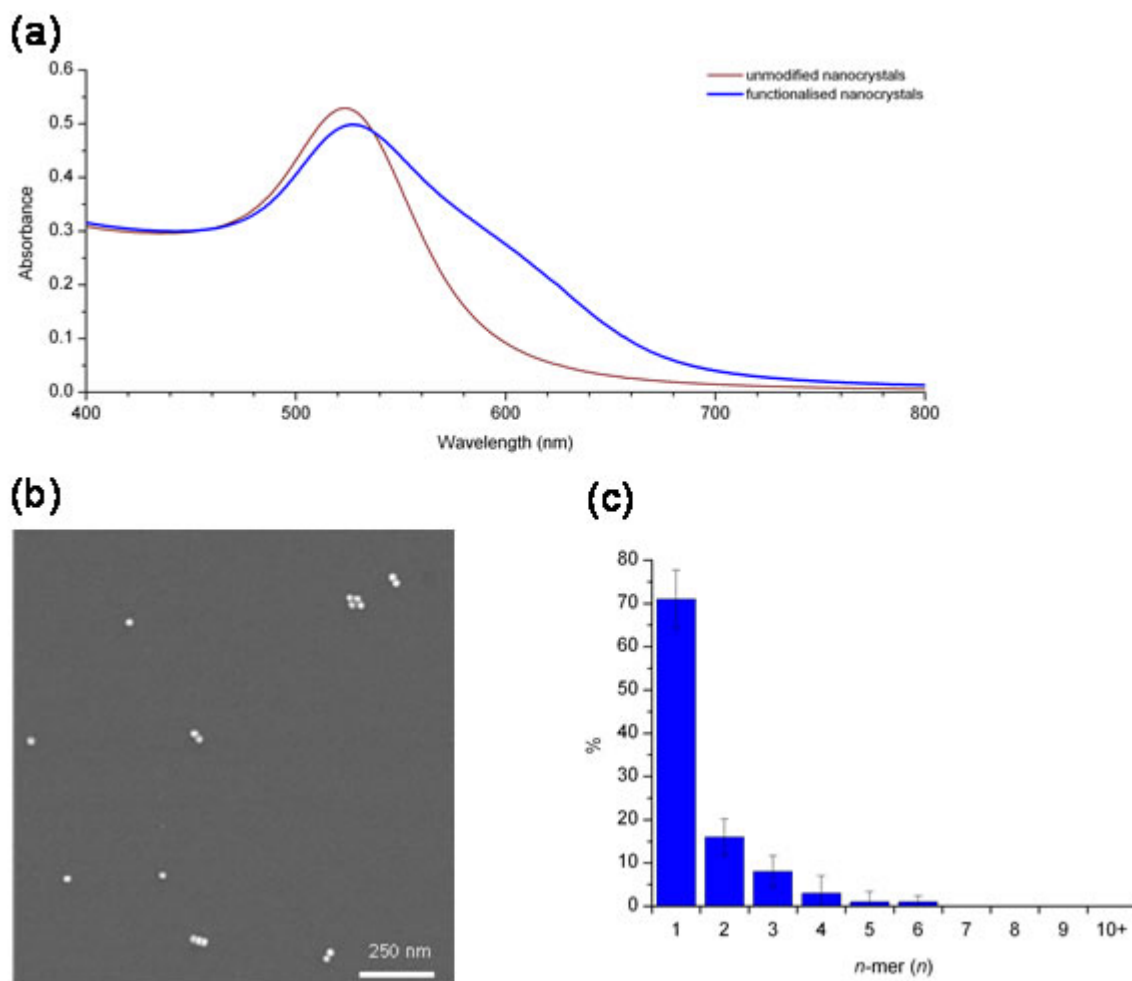 (a)
0.6
0.5
0.4
0.3
0.2
0.1
0.0
Absorbance
400 500 600 700 800
Wavelength (nm)
unmodified nanocrystals
functionalised nanocrystals
(b)
250 nm
(c)
80
70
60
50
40
30
20
10
0
%
1 2 3 4 5 6 7 8 9 10+
n-mer (n)